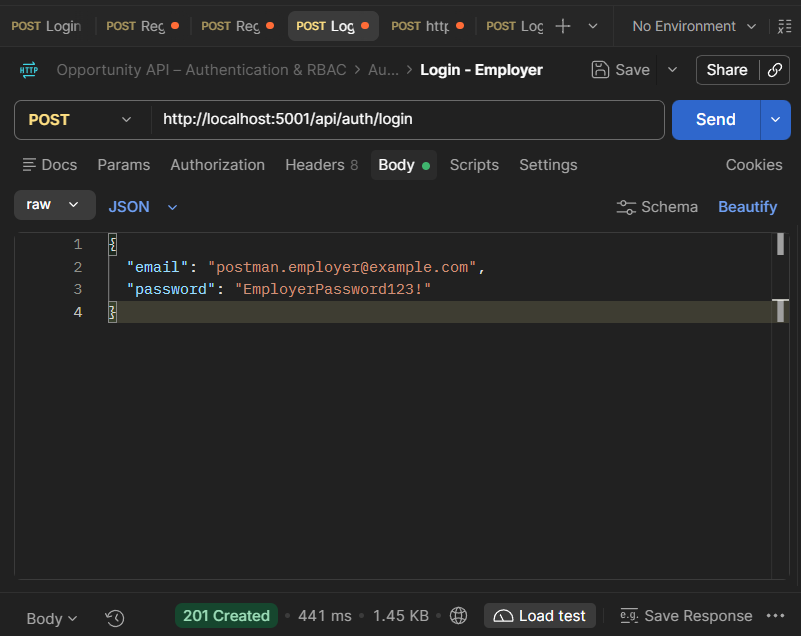 POST Login POST Reg POST Reg POST Log POST http POST Log No Environment
HTTP Opportunity API – Authentication & RBAC > Au... > Login - Employer Save Share
POST http://localhost:5001/api/auth/login Send
Docs Params Authorization Headers 8 Body Scripts Settings Cookies
raw JSON Schema Beautify
1 {
2 "email": "postman.employer@example.com",
3 "password": "EmployerPassword123!"
4 }
Body 201 Created 441 ms 1.45 KB Load test e.g. Save Response